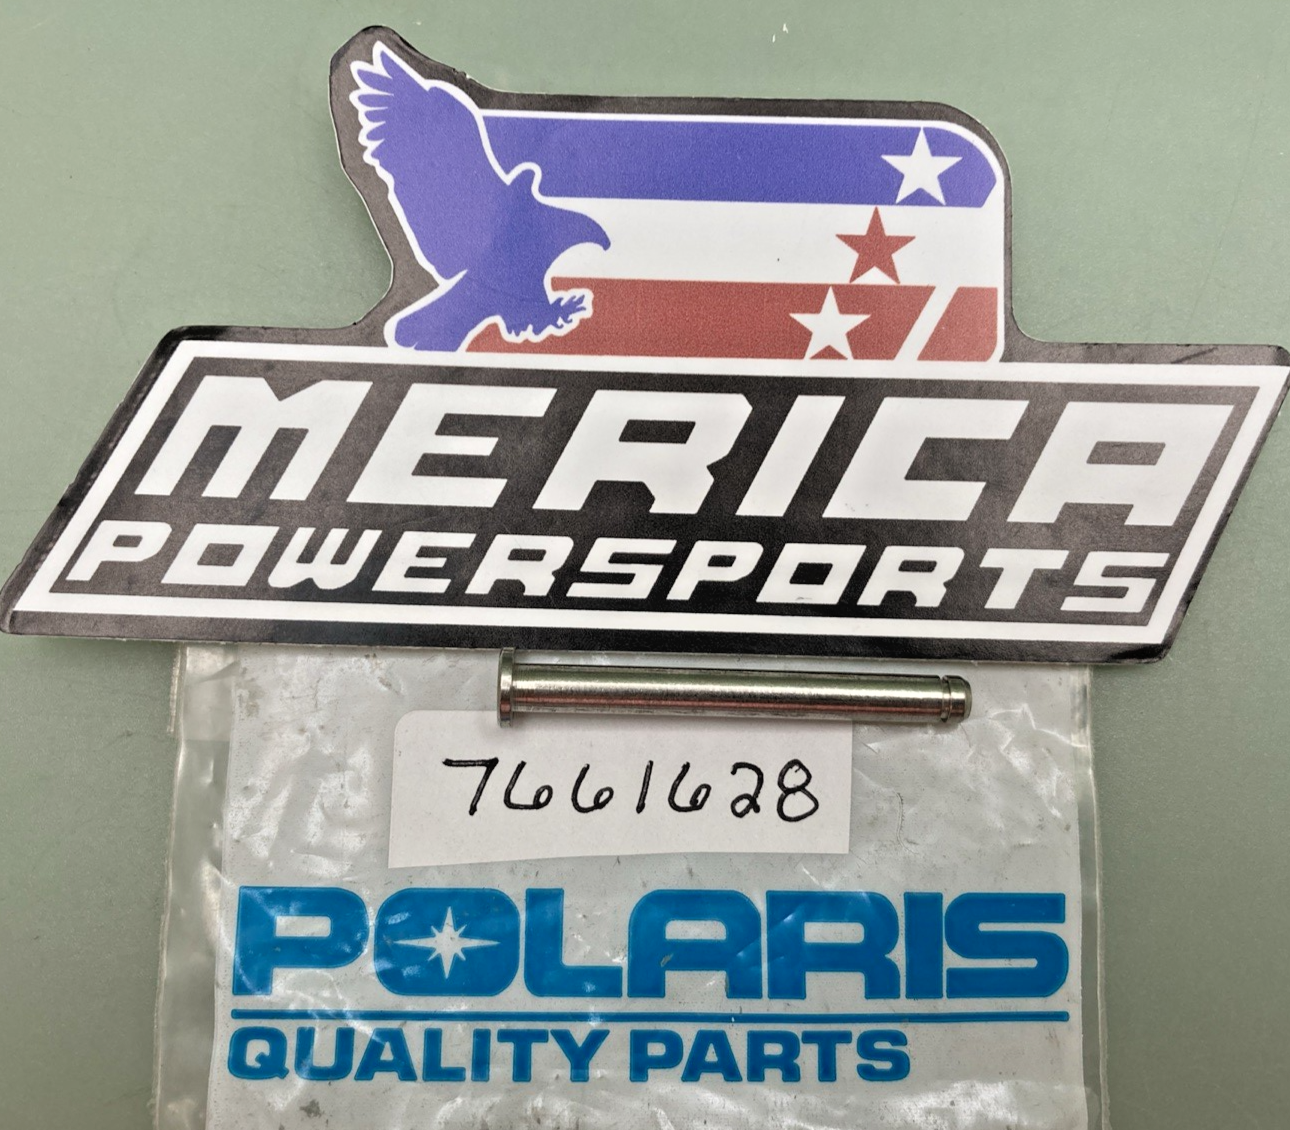 MERICA
POWERSPORTS
7661628
POLARIS
QUALITY PARTS